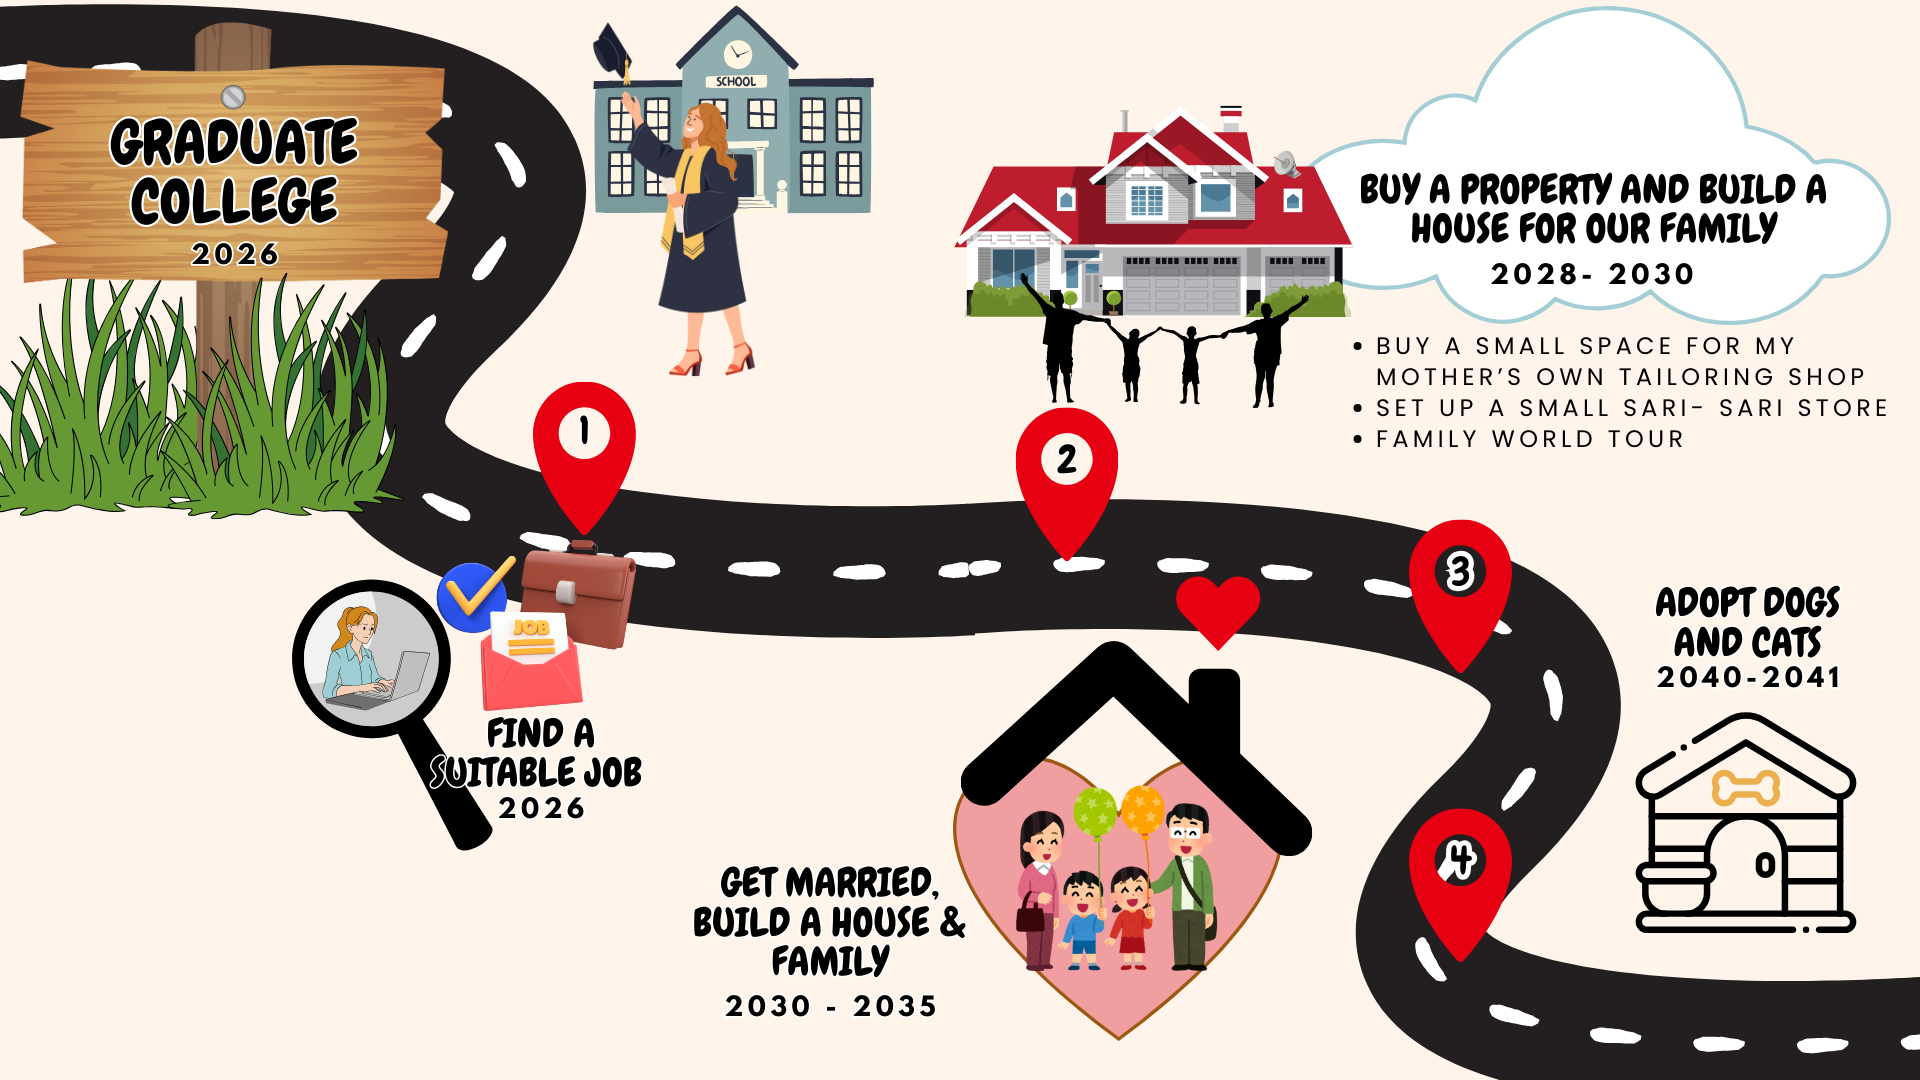 GRADUATE
COLLEGE
2026
SCHOOL
BUY A PROPERTY AND BUILD A
HOUSE FOR OUR FAMILY
2028- 2030
BUY A SMALL SPACE FOR MY
MOTHER'S OWN TAILORING SHOP
SET UP A SMALL SARI- SARI STORE
FAMILY WORLD TOUR
1
2
3
JOB
FIND A
SUITABLE JOB
2026
ADOPT DOGS
AND CATS
2040-2041
4
GET MARRIED,
BUILD A HOUSE &
FAMILY
2030 - 2035